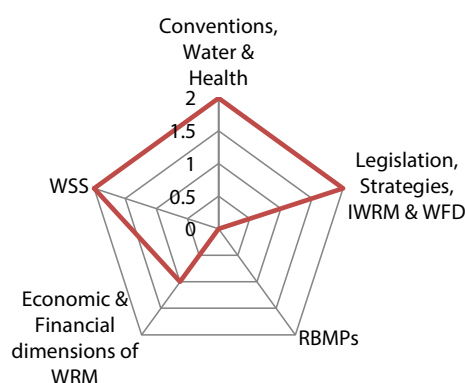 Conventions,
Water &
Health
2
1.5
1
0.5
0
Legislation,
Strategies,
IWRM & WFD
RBMPs
Economic &
Financial
dimensions of
WRM
WSS